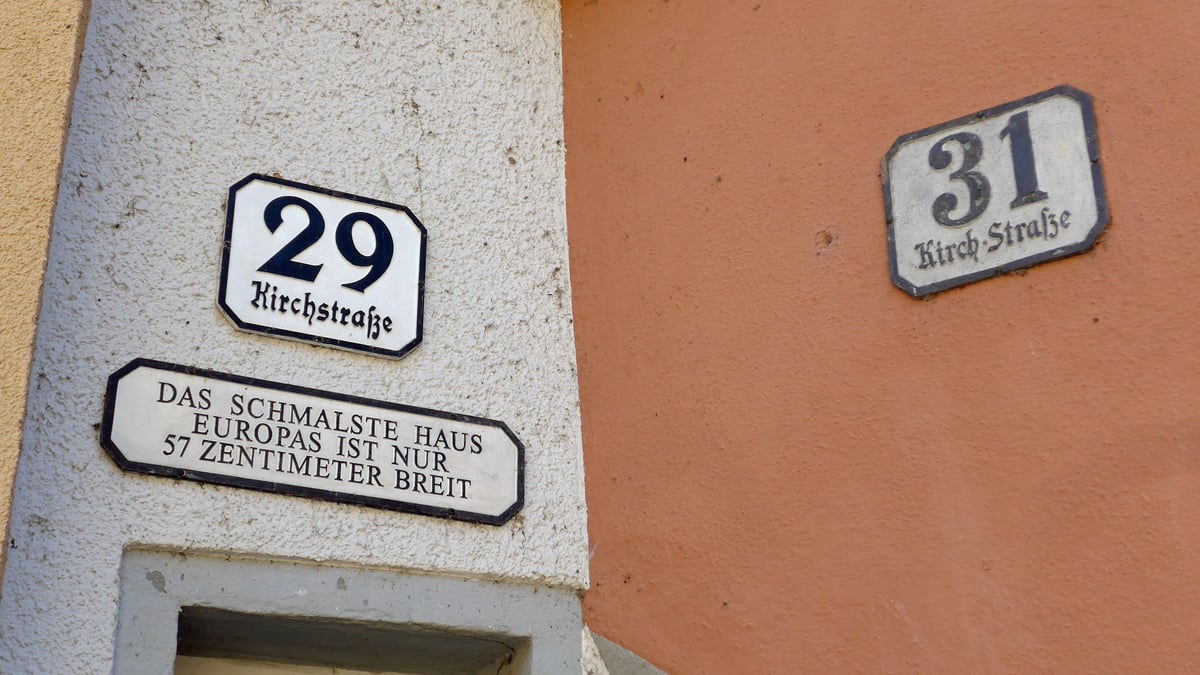 29
Kirchstraße
DAS SCHMALSTE HAUS
EUROPAS IST NUR
57 ZENTIMETER BREIT
31
Kirch-Straße